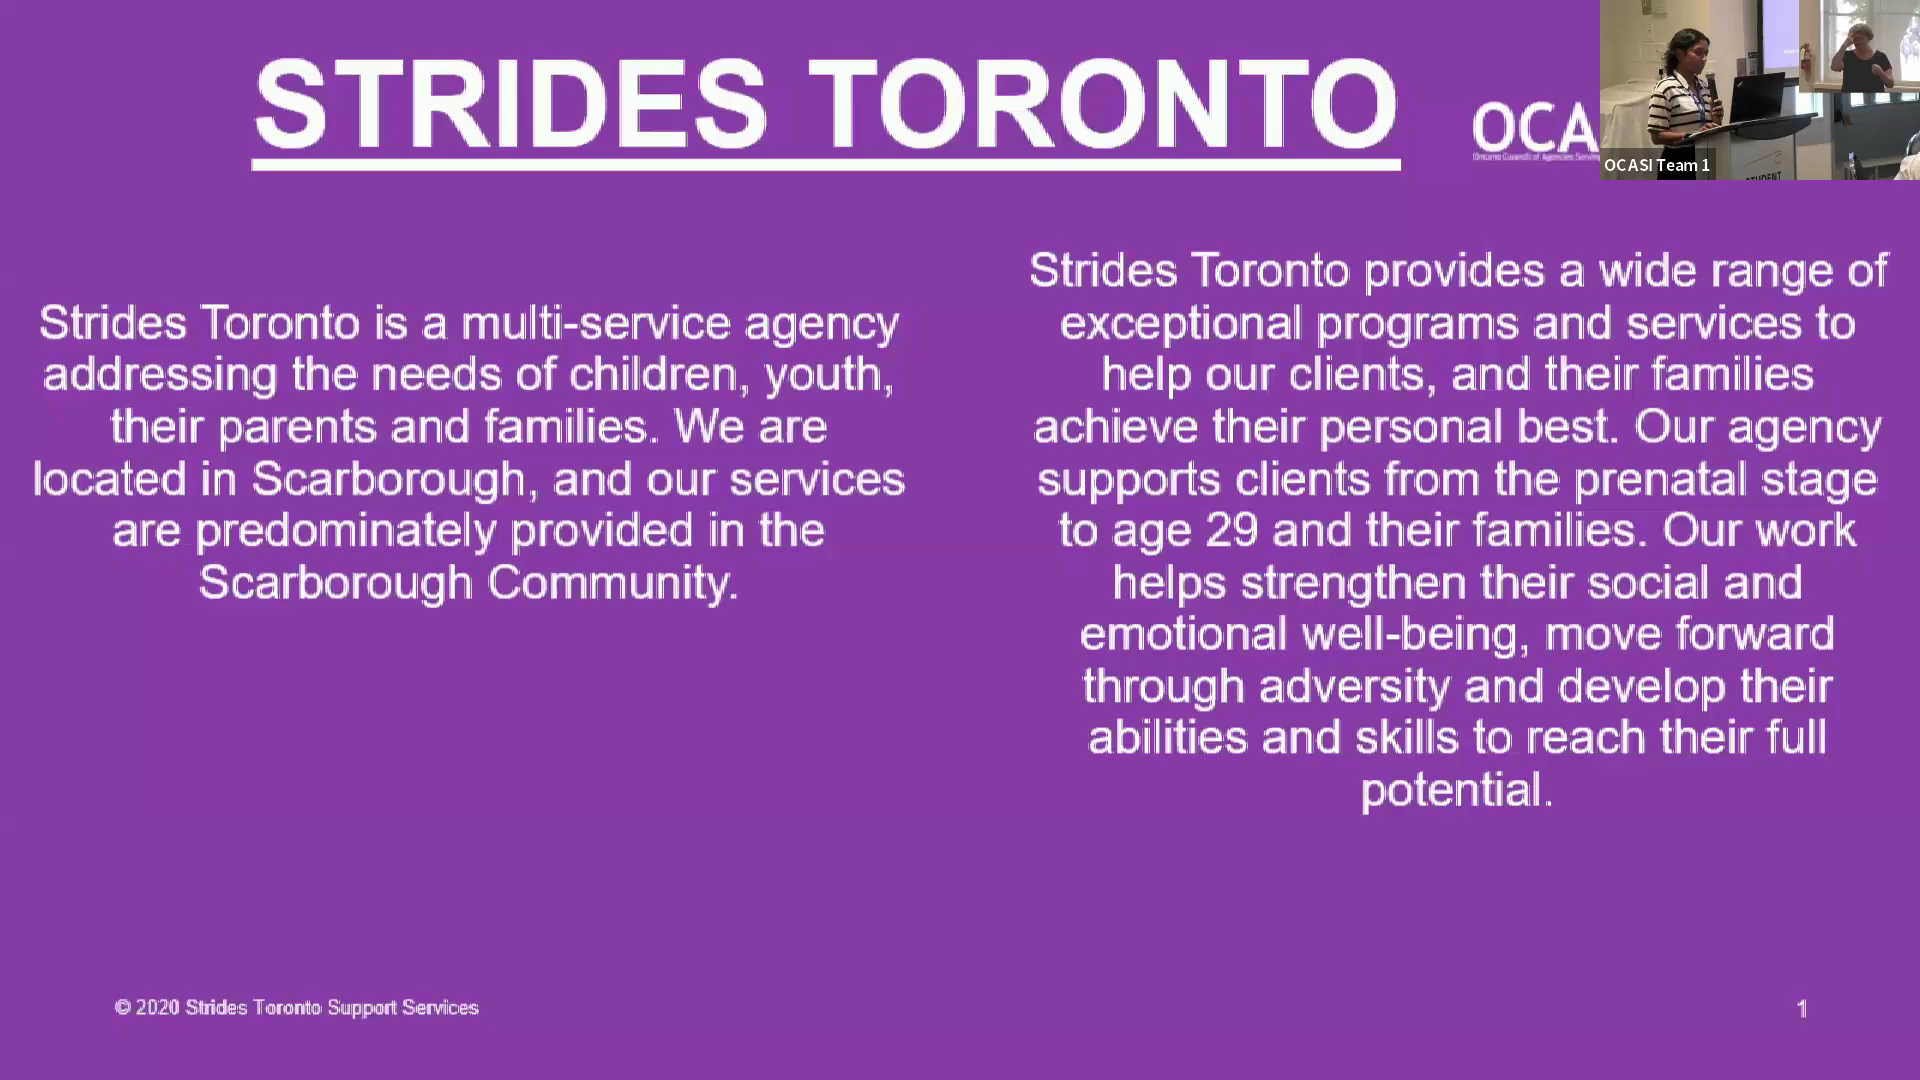 STRIDES TORONTO
OCA
OCASI Team 1
Strides Toronto is a multi-service agency
addressing the needs of children, youth,
their parents and families. We are
located in Scarborough, and our services
are predominately provided in the
Scarborough Community.
Strides Toronto provides a wide range of
exceptional programs and services to
help our clients, and their families
achieve their personal best. Our agency
supports clients from the prenatal stage
to age 29 and their families. Our work
helps strengthen their social and
emotional well-being, move forward
through adversity and develop their
abilities and skills to reach their full
potential.
© 2020 Strides Toronto Support Services
1